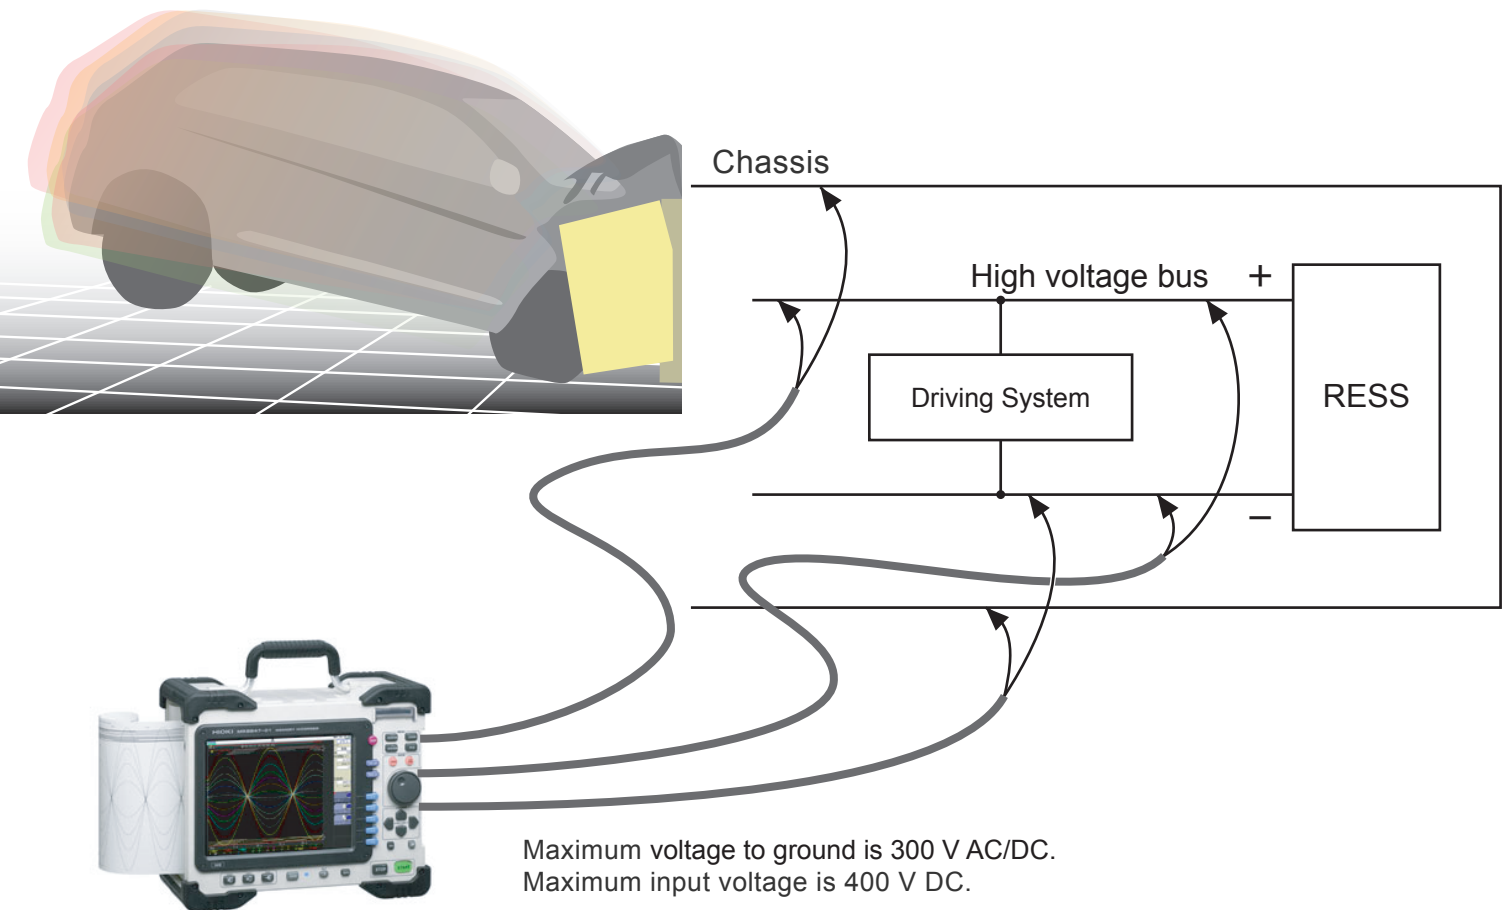 Chassis
High voltage bus +
Driving System
RESS
−
HIOKI
Maximum voltage to ground is 300 V AC/DC.
Maximum input voltage is 400 V DC.